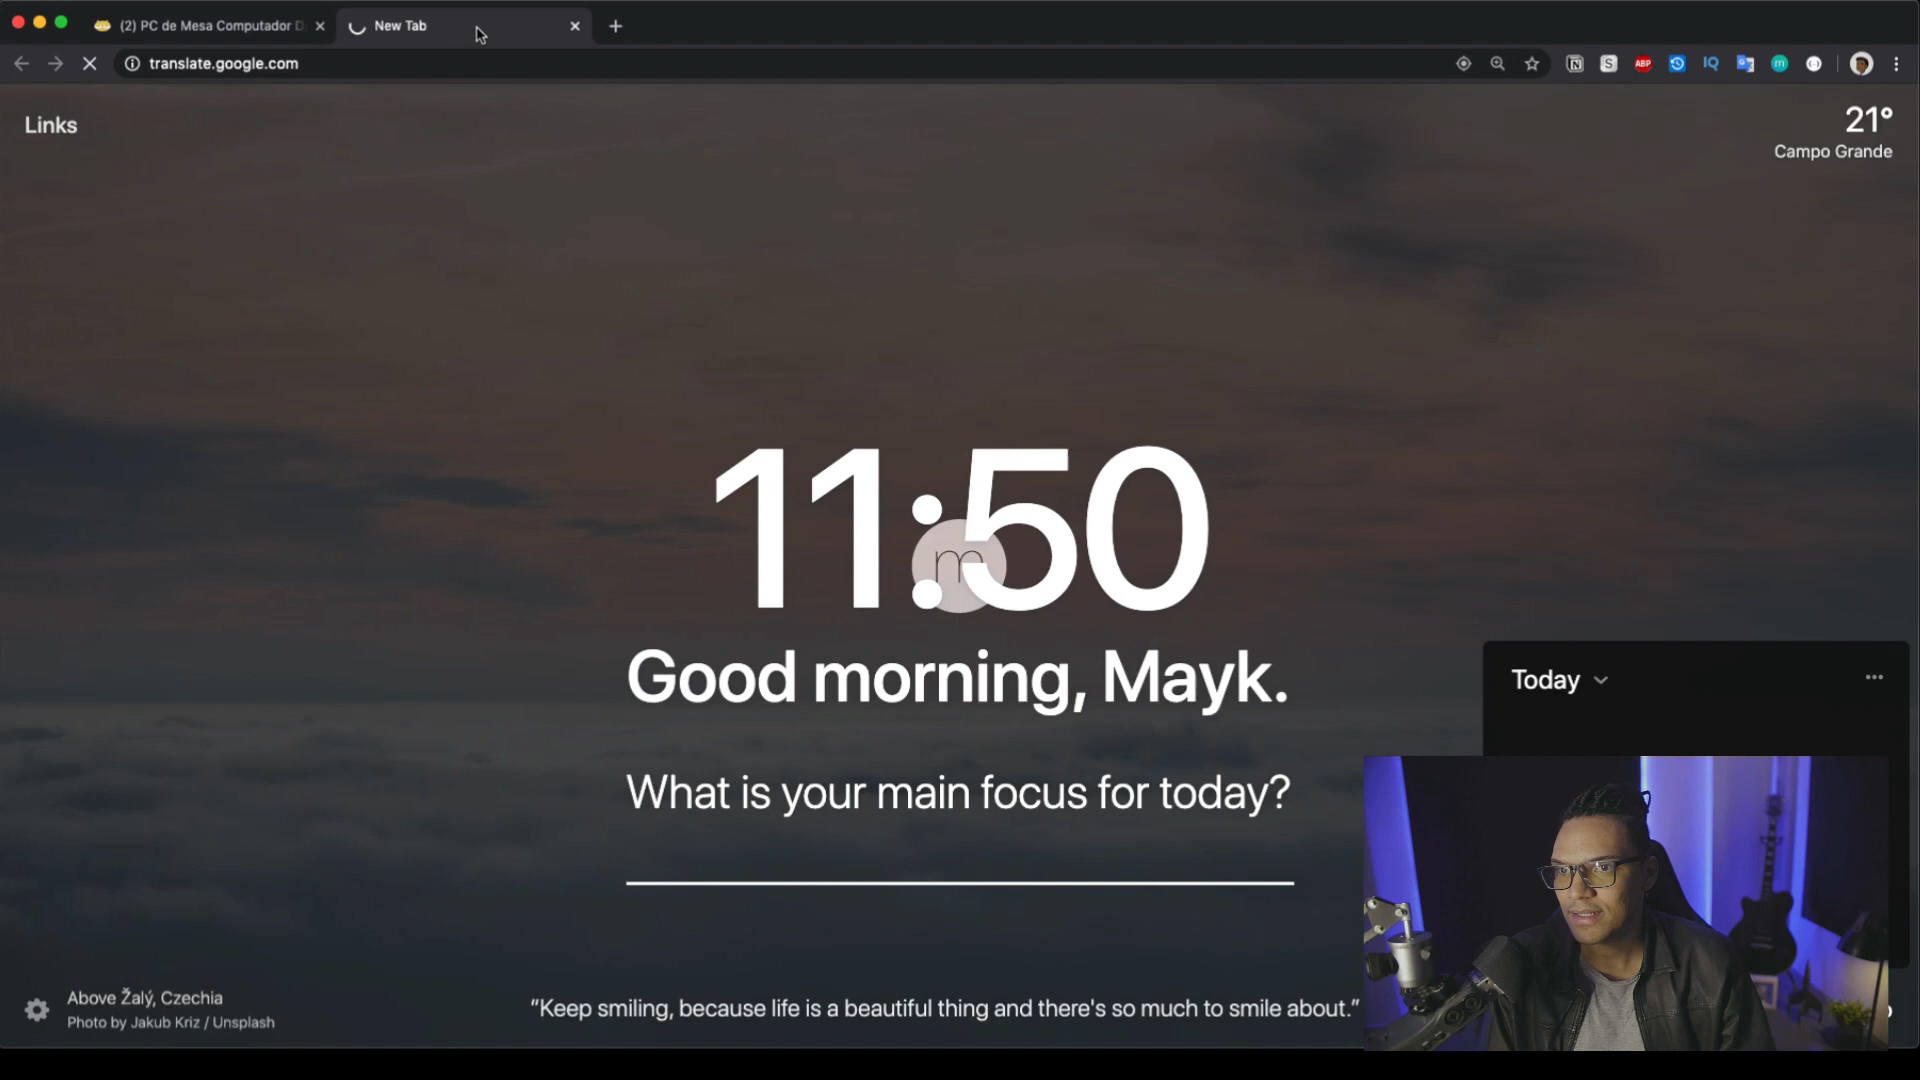 (2) PC de Mesa Computador D
New Tab
translate.google.com
N
S
ABP
IQ
m
Links
21°
Campo Grande
11:50
m
Good morning, Mayk.
What is your main focus for today?
Today
Above Žalý, Czechia
Photo by Jakub Kriz / Unsplash
“Keep smiling, because life is a beautiful thing and there's so much to smile about.”